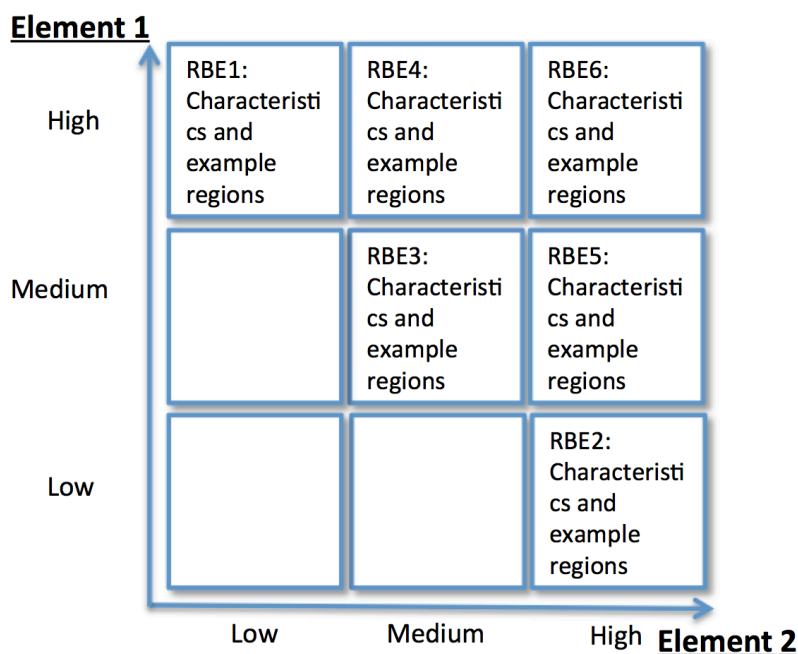 Element 1
High
RBE1:
Characteristi
cs and
example
regions
RBE4:
Characteristi
cs and
example
regions
RBE6:
Characteristi
cs and
example
regions
Medium
RBE3:
Characteristi
cs and
example
regions
RBE5:
Characteristi
cs and
example
regions
Low
RBE2:
Characteristi
cs and
example
regions
Low
Medium
High
Element 2